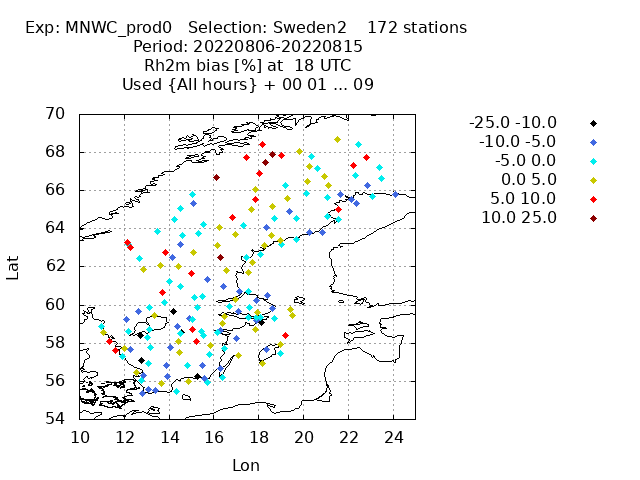 Exp: MNWC_prod0 Selection: Sweden2 172 stations
Period: 20220806-20220815
Rh2m bias [%] at 18 UTC
Used {All hours} + 00 01 ... 09
-25.0 -10.0
-10.0 -5.0
-5.0 0.0
0.0 5.0
5.0 10.0
10.0 25.0
70
68
66
64
62
60
58
56
54
Lat
10 12 14 16 18 20 22 24
Lon